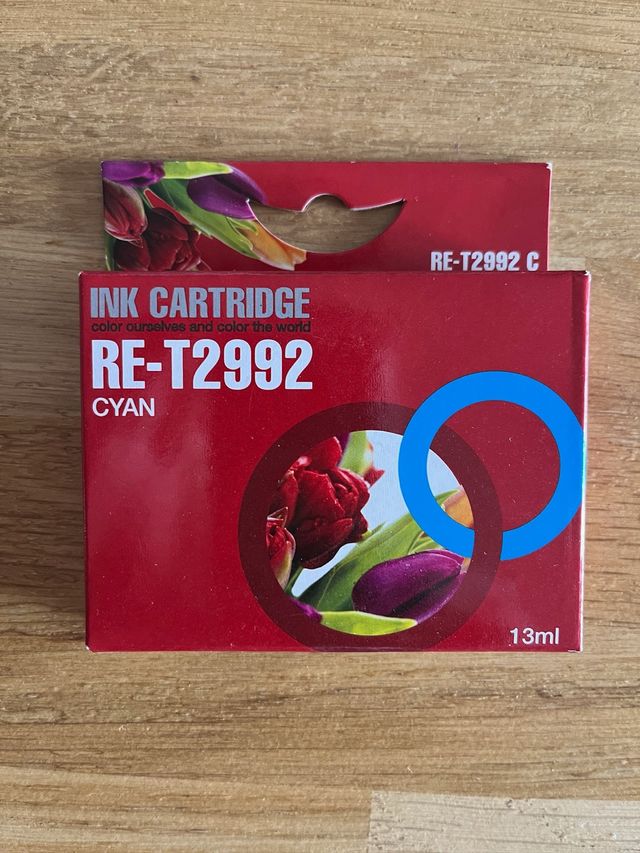 RE-T2992 C
INK CARTRIDGE
color ourselves and color the world
RE-T2992
CYAN
13ml